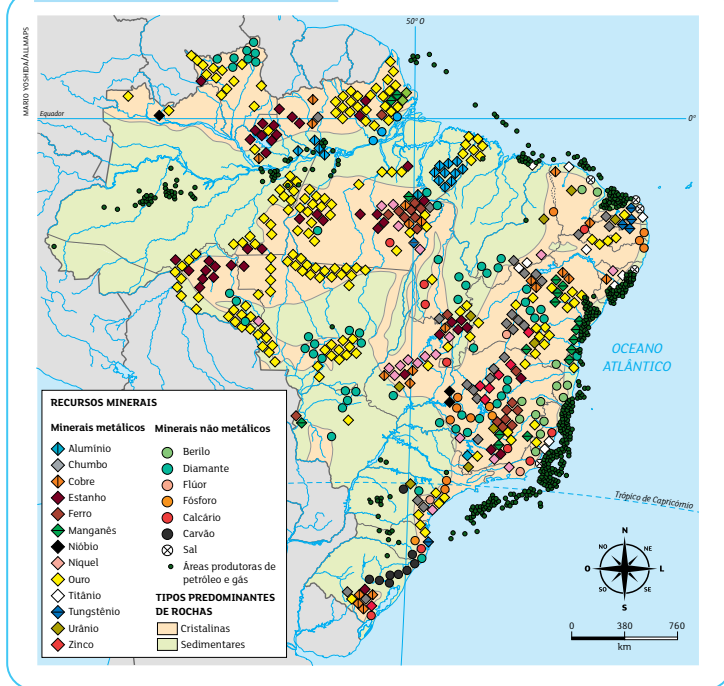 MARIO YOSHIDA/ALLMAPS
50° O
Equador
0°
OCEANO
ATLÂNTICO
Trópico de Capricórnio
RECURSOS MINERAIS
Minerais metálicos
Alumínio
Chumbo
Cobre
Estanho
Ferro
Manganês
Nióbio
Níquel
Ouro
Titânio
Tungstênio
Urânio
Zinco
Minerais não metálicos
Berilo
Diamante
Flúor
Fósforo
Calcário
Carvão
Sal
Áreas produtoras de
petróleo e gás
TIPOS PREDOMINANTES
DE ROCHAS
Cristalinas
Sedimentares
N
NO
NE
O
L
SO
SE
S
0 380 760
km